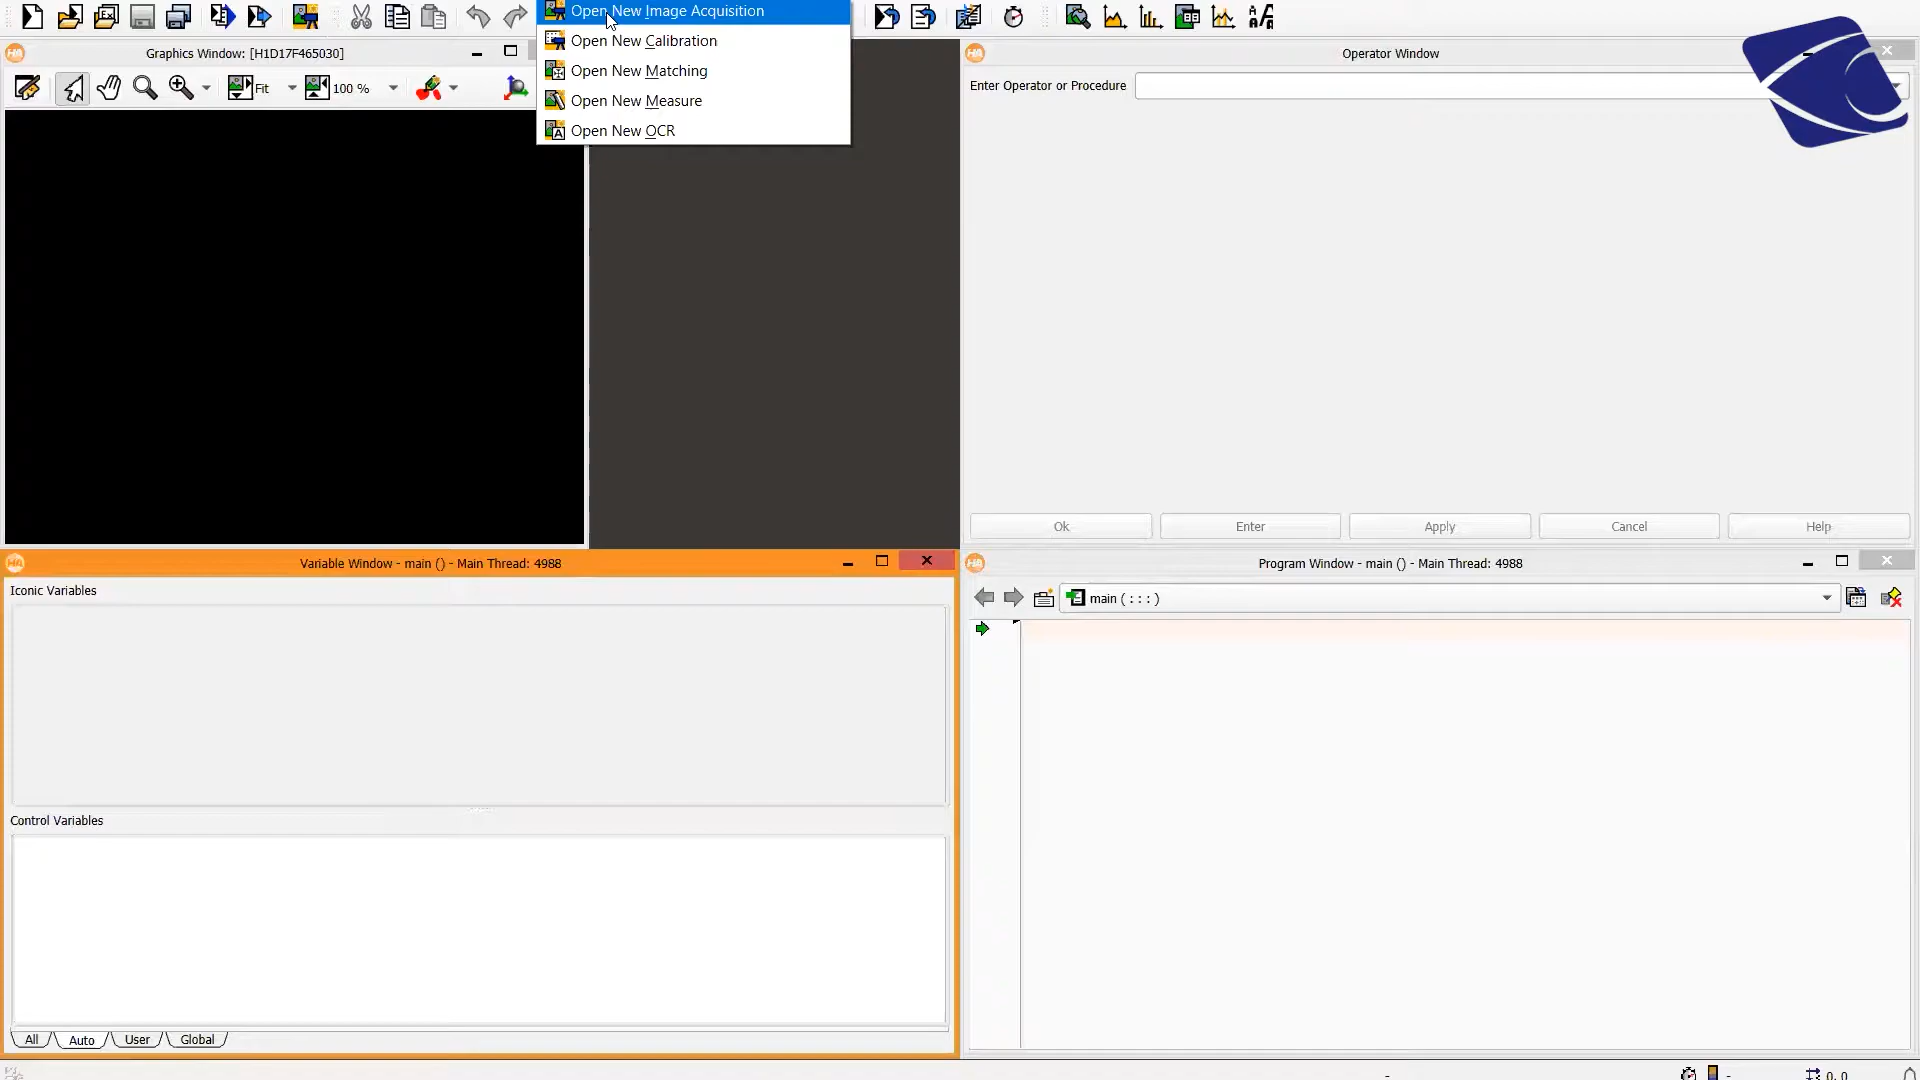 Open New Image Acquisition
Open New Calibration
Open New Matching
Open New Measure
Open New OCR
Graphics Window: [H1D17F465030]
Fit
100 %
Operator Window
Enter Operator or Procedure
Ok
Enter
Apply
Cancel
Help
Variable Window - main () - Main Thread: 4988
Iconic Variables
Control Variables
All
Auto
User
Global
Program Window - main () - Main Thread: 4988
main ( : : : )
-
-
0, 0